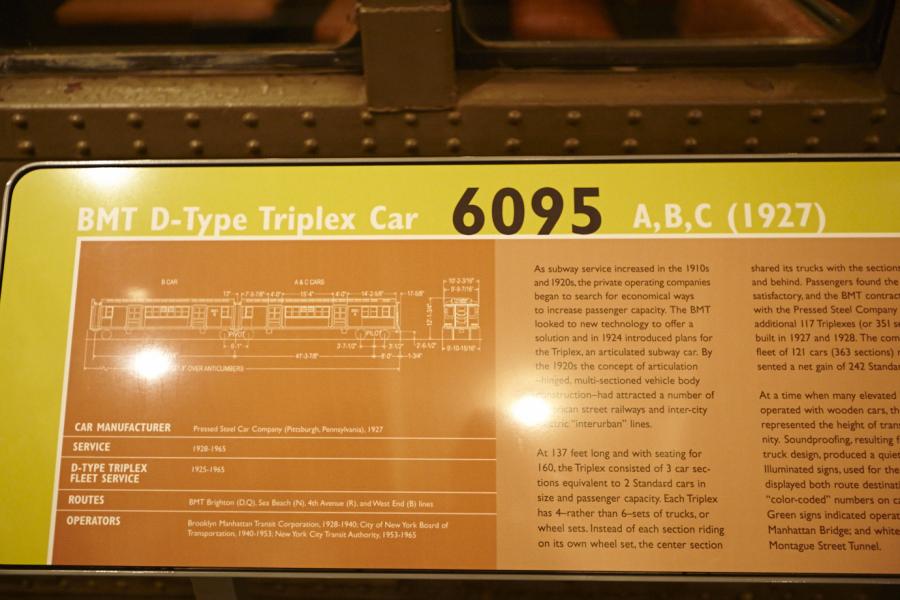 BMT D-Type Triplex Car 6095 A,B,C (1927)
B CAR
A & C CARS
PIVOT
PILOT
OVER ANTICLIMBERS
CAR MANUFACTURER Pressed Steel Car Company (Pittsburgh, Pennsylvania), 1927
SERVICE 1928-1965
D-TYPE TRIPLEX
FLEET SERVICE 1925-1965
ROUTES BMT Brighton (D,Q), Sea Beach (N), 4th Avenue (R), and West End (B) lines
OPERATORS Brooklyn Manhattan Transit Corporation, 1928-1940; City of New York Board of
Transportation, 1940-1953; New York City Transit Authority, 1953-1965
As subway service increased in the 1910s
and 1920s, the private operating companies
began to search for economical ways
to increase passenger capacity. The BMT
looked to new technology to offer a
solution and in 1924 introduced plans for
the Triplex, an articulated subway car. By
the 1920s the concept of articulation
–hinged, multi-sectioned vehicle body
construction–had attracted a number of
street railways and inter-city
"interurban" lines.
At 137 feet long and with seating for
160, the Triplex consisted of 3 car sec-
tions equivalent to 2 Standard cars in
size and passenger capacity. Each Triplex
has 4–rather than 6–sets of trucks, or
wheel sets. Instead of each section riding
on its own wheel set, the center section
shared its trucks with the sections
and behind. Passengers found the
satisfactory, and the BMT contract
with the Pressed Steel Company
additional 117 Triplexes (or 351 se
built in 1927 and 1928. The com
fleet of 121 cars (363 sections) r
sented a net gain of 242 Standar
At a time when many elevated
operated with wooden cars, th
represented the height of trans
nity. Soundproofing, resulting f
truck design, produced a quie
Illuminated signs, used for the
displayed both route destinati
"color-coded" numbers on ca
Green signs indicated operat
Manhattan Bridge; and white
Montague Street Tunnel.